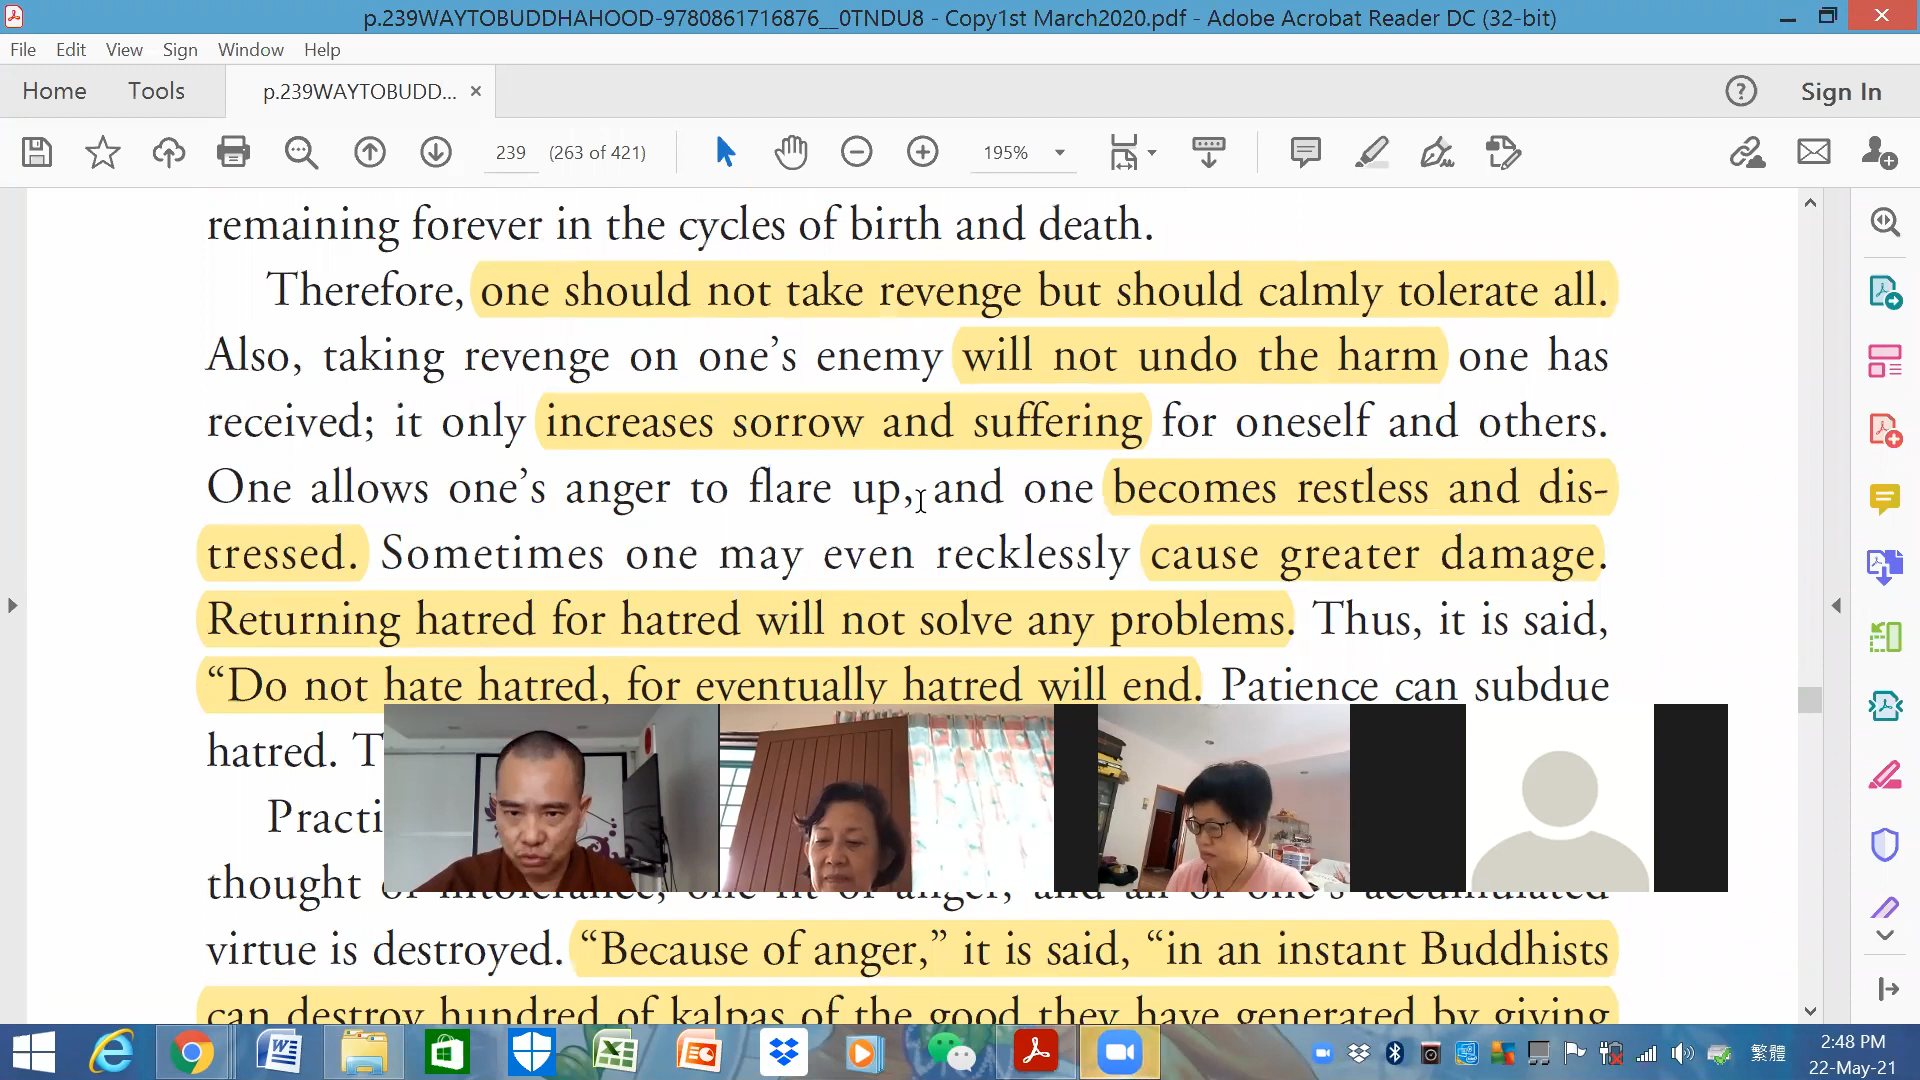 p.239WAYTOBUDDHAHOOD-9780861716876__0TNDU8 - Copy1st March2020.pdf - Adobe Acrobat Reader DC (32-bit)
File Edit View Sign Window Help
Home Tools p.239WAYTOBUDD... × Sign In
239 (263 of 421) 195%
remaining forever in the cycles of birth and death.
Therefore, one should not take revenge but should calmly tolerate all.
Also, taking revenge on one’s enemy will not undo the harm one has
received; it only increases sorrow and suffering for oneself and others.
One allows one’s anger to flare up, and one becomes restless and dis-
tressed. Sometimes one may even recklessly cause greater damage.
Returning hatred for hatred will not solve any problems. Thus, it is said,
“Do not hate hatred, for eventually hatred will end. Patience can subdue
hatred. T
Practi
thought of intolerance, one fit of anger, and all of one’s accumulated
virtue is destroyed. “Because of anger,” it is said, “in an instant Buddhists
can destroy hundred of kalpas of the good they have generated by giving
繁體
2:48 PM
22-May-21